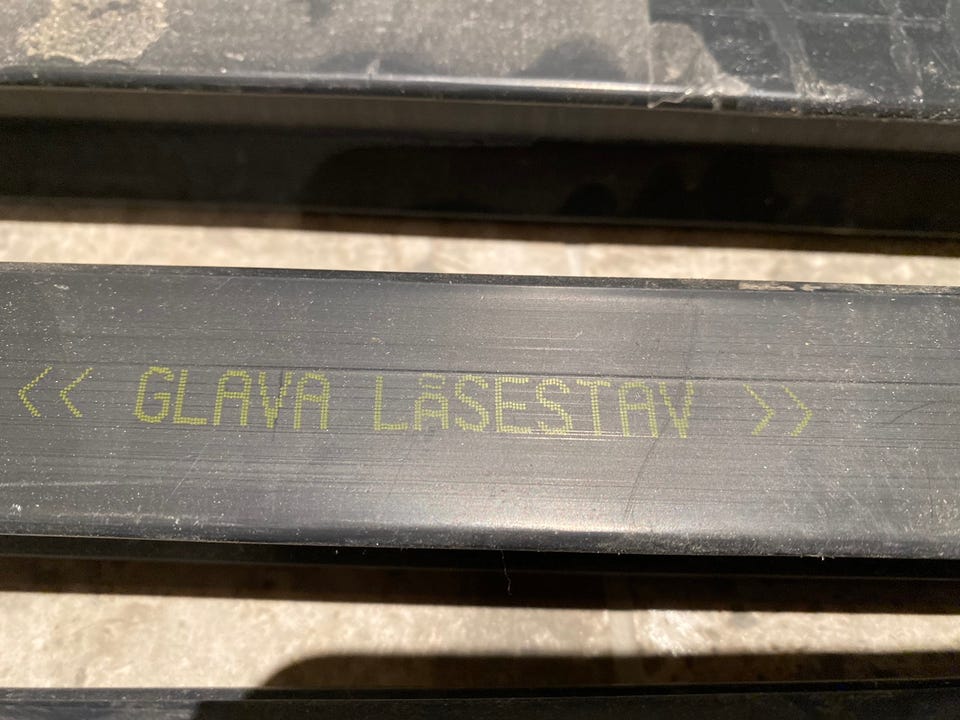 << GLAVA LÅSESTAV >>